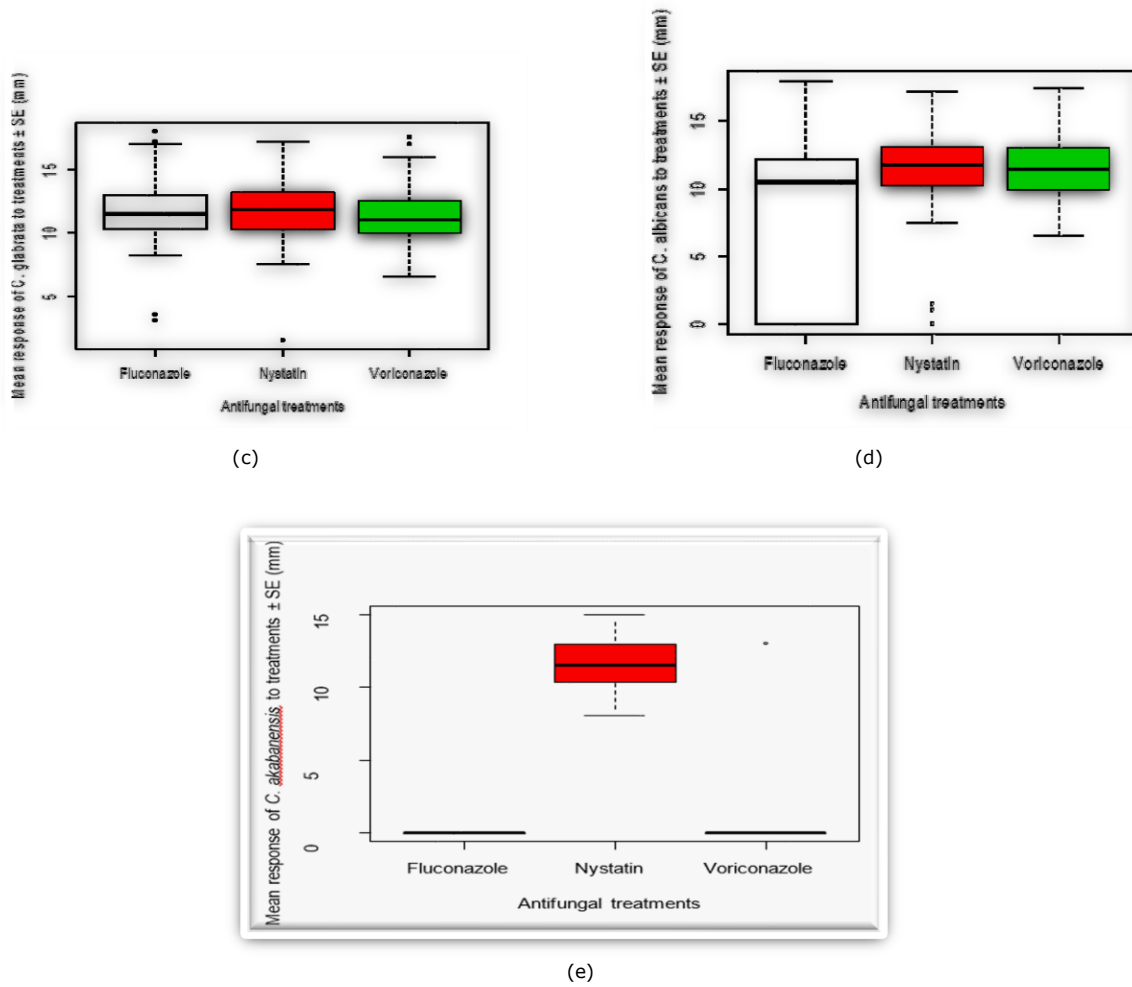 Mean response of C. glabrata to treatments ± SE (mm)
15
10
5
Fluconazole
Nystatin
Voriconazole
Antifungal treatments
(c)
Mean response of C. albicans to treatments ± SE (mm)
15
10
5
0
Fluconazole
Nystatin
Voriconazole
Antifungal treatments
(d)
Mean response of C. akabanensis to treatments ± SE (mm)
15
10
5
0
Fluconazole
Nystatin
Voriconazole
Antifungal treatments
(e)